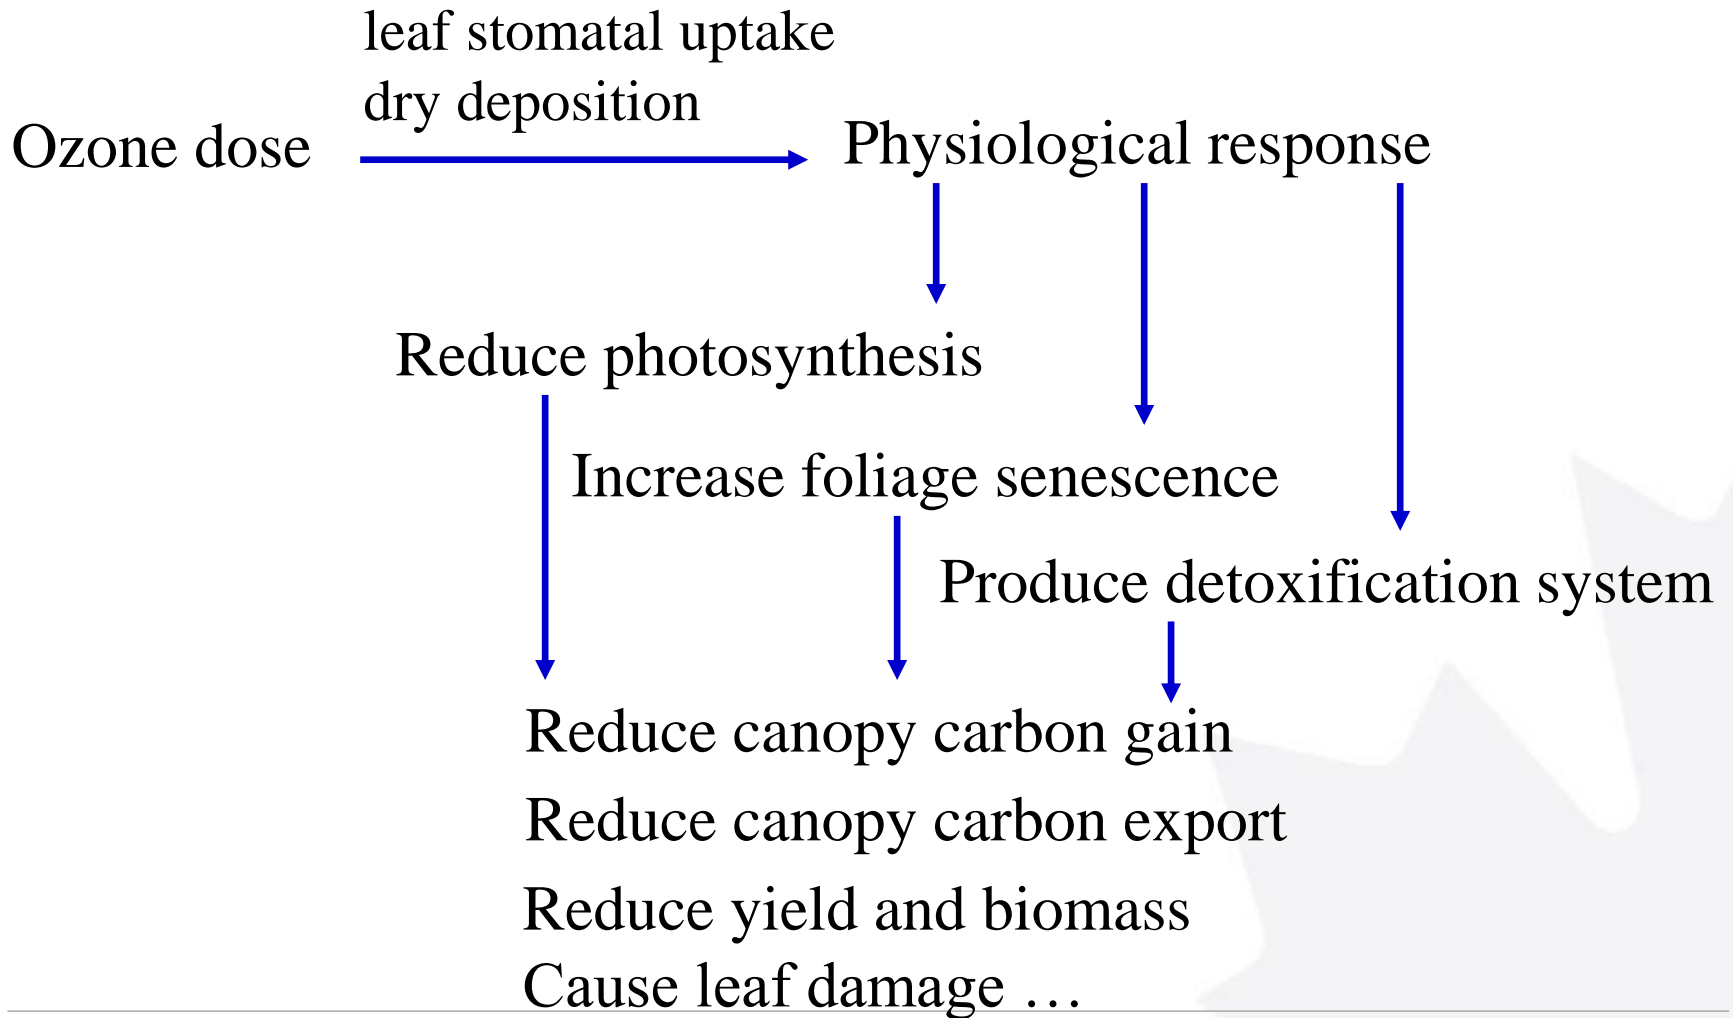 leaf stomatal uptake
dry deposition
Ozone dose
Physiological response
Reduce photosynthesis
Increase foliage senescence
Produce detoxification system
Reduce canopy carbon gain
Reduce canopy carbon export
Reduce yield and biomass
Cause leaf damage …